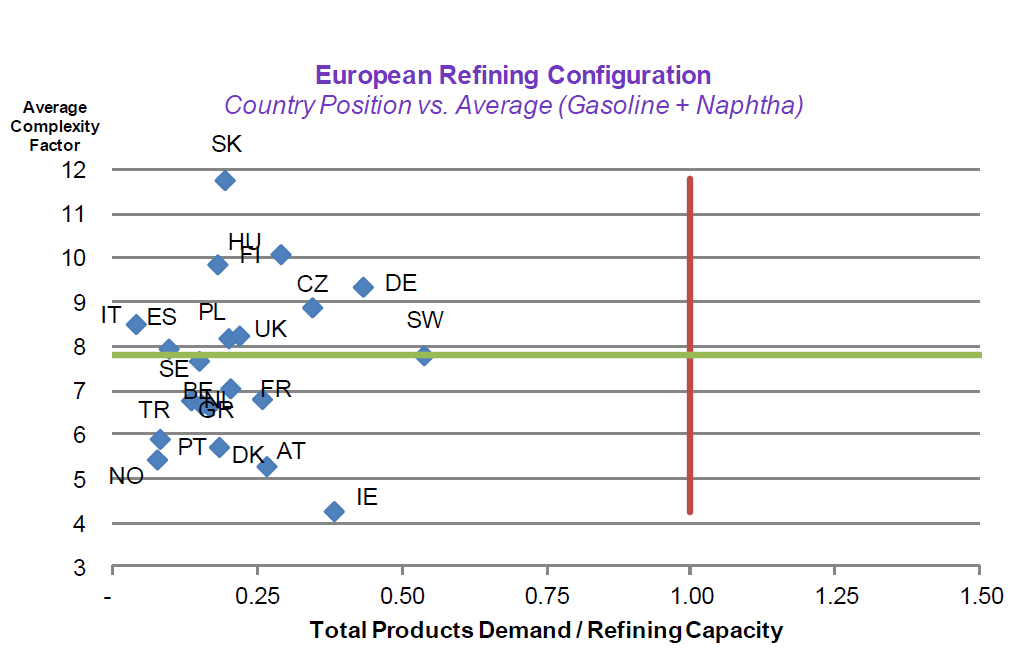 European Refining Configuration
Country Position vs. Average (Gasoline + Naphtha)
Average
Complexity
Factor
SK
12
11
HU
10
FI
CZ
DE
9
IT
ES
PL
UK
SW
8
SE
7
BE
NL
FR
TR
GR
6
PT
DK
AT
5
NO
IE
4
3
-
0.25
0.50
0.75
1.00
1.25
1.50
Total Products Demand / Refining Capacity